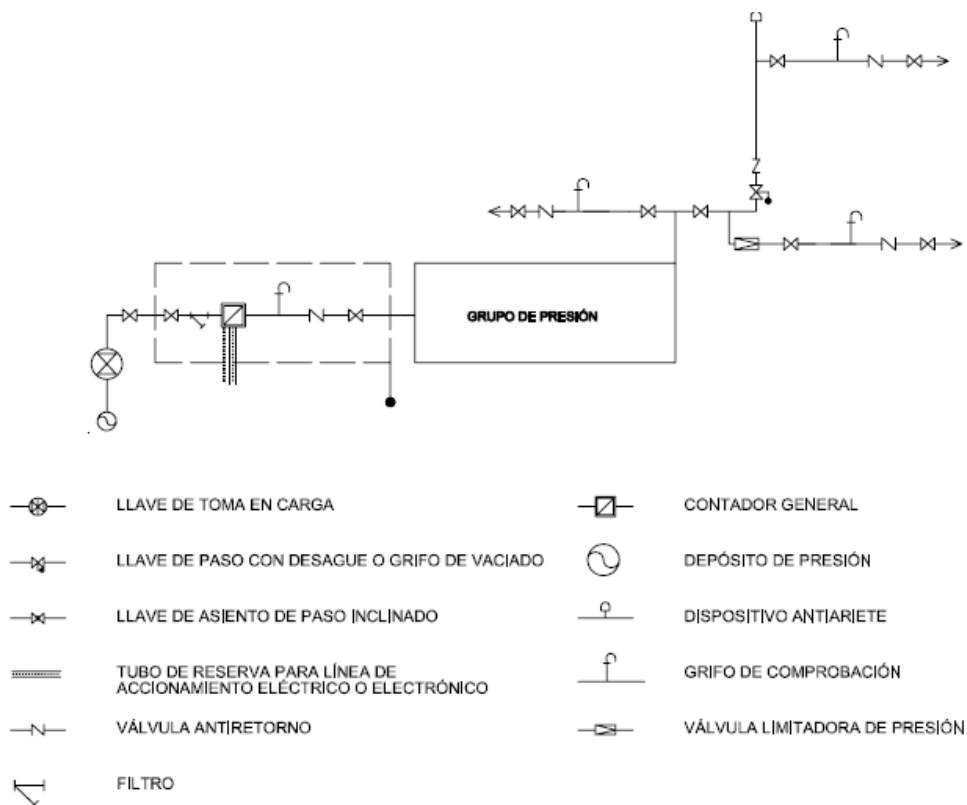 GRUPO DE PRESIÓN
LLAVE DE TOMA EN CARGA
CONTADOR GENERAL
LLAVE DE PASO CON DESAGUE O GRIFO DE VACIADO
DEPÓSITO DE PRESIÓN
LLAVE DE ASIENTO DE PASO INCLINADO
DISPOSITIVO ANTIARIETE
TUBO DE RESERVA PARA LÍNEA DE
ACCIONAMIENTO ELÉCTRICO O ELECTRÓNICO
GRIFO DE COMPROBACIÓN
VÁLVULA ANTIRETORNO
VÁLVULA LIMITADORA DE PRESIÓN
FILTRO